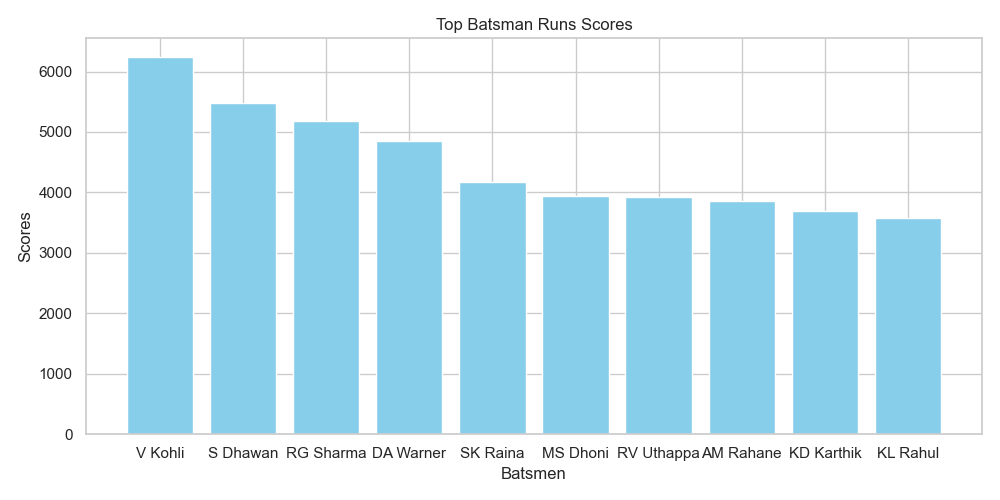 Top Batsman Runs Scores
Scores
6000
5000
4000
3000
2000
1000
0
V Kohli S Dhawan RG Sharma DA Warner SK Raina MS Dhoni RV Uthappa AM Rahane KD Karthik KL Rahul
Batsmen